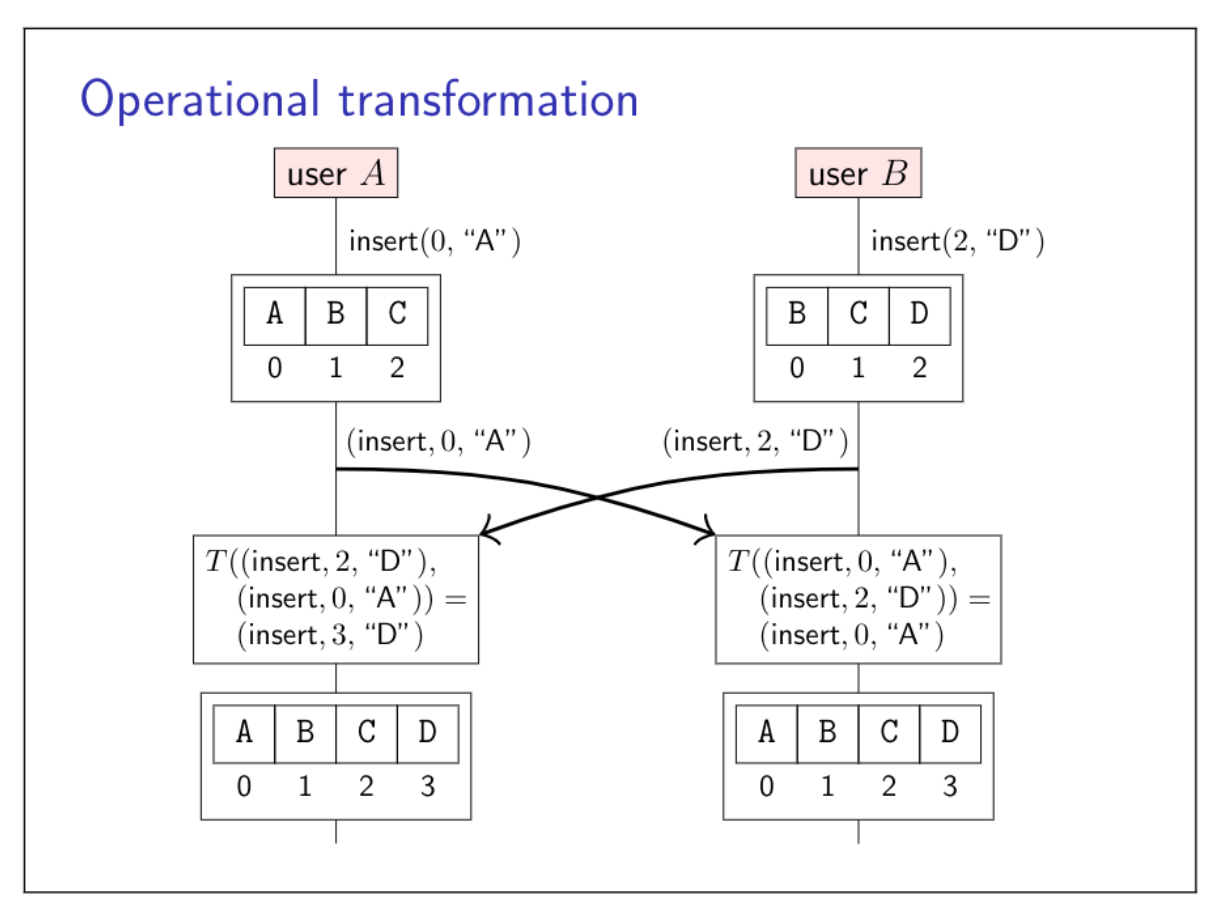 Operational transformation
user A
user B
insert(0, “A”)
insert(2, “D”)
A B C
0 1 2
B C D
0 1 2
(insert, 0, “A”)
(insert, 2, “D”)
T((insert, 2, “D”),
(insert, 0, “A”)) =
(insert, 3, “D”)
T((insert, 0, “A”),
(insert, 2, “D”)) =
(insert, 0, “A”)
A B C D
0 1 2 3
A B C D
0 1 2 3